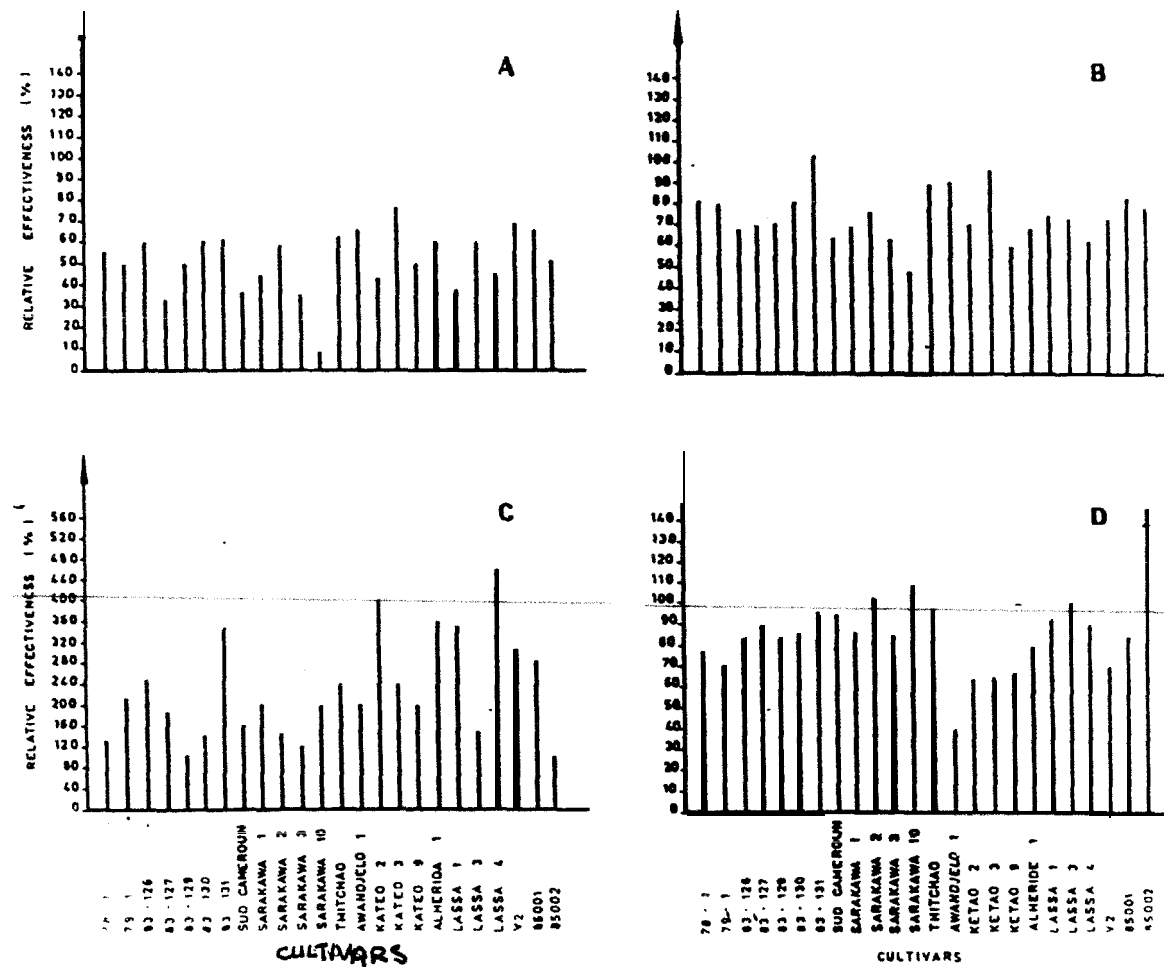 A
RELATIVE EFFECTIVENESS (%)
140
130
120
110
100
90
80
70
60
50
40
30
20
10
0
B
140
130
120
110
100
90
80
70
60
50
40
30
20
10
0
C
RELATIVE EFFECTIVENESS (%)
560
520
480
440
400
360
320
280
240
200
160
120
80
40
0
D
140
130
120
110
100
90
80
70
60
50
40
30
20
10
0
79 1
83-126
83-127
83-129
83 130
83 131
SUD CAMEROUN
SARAKAWA 1
SARAKAWA 2
SARAKAWA 3
SARAKAWA 10
TWITCHAO
AWANDJELO 1
KATEO 2
KATEO 3
KATEO 9
ALMERIDA 1
LASSA 1
LASSA 3
LASSA 4
V2
85001
85002
CULTIVARS
78-1
79-1
83-126
83-127
83-129
83-130
83-131
SUD CAMEROUN
SARAKAWA 1
SARAKAWA 2
SARAKAWA 3
SARAKAWA 10
TWITCHAO
AWANDJELO 1
KETAO 2
KETAO 3
KETAO 9
ALMERIDE 1
LASSA 1
LASSA 3
LASSA 4
V2
85001
85002
CULTIVARS